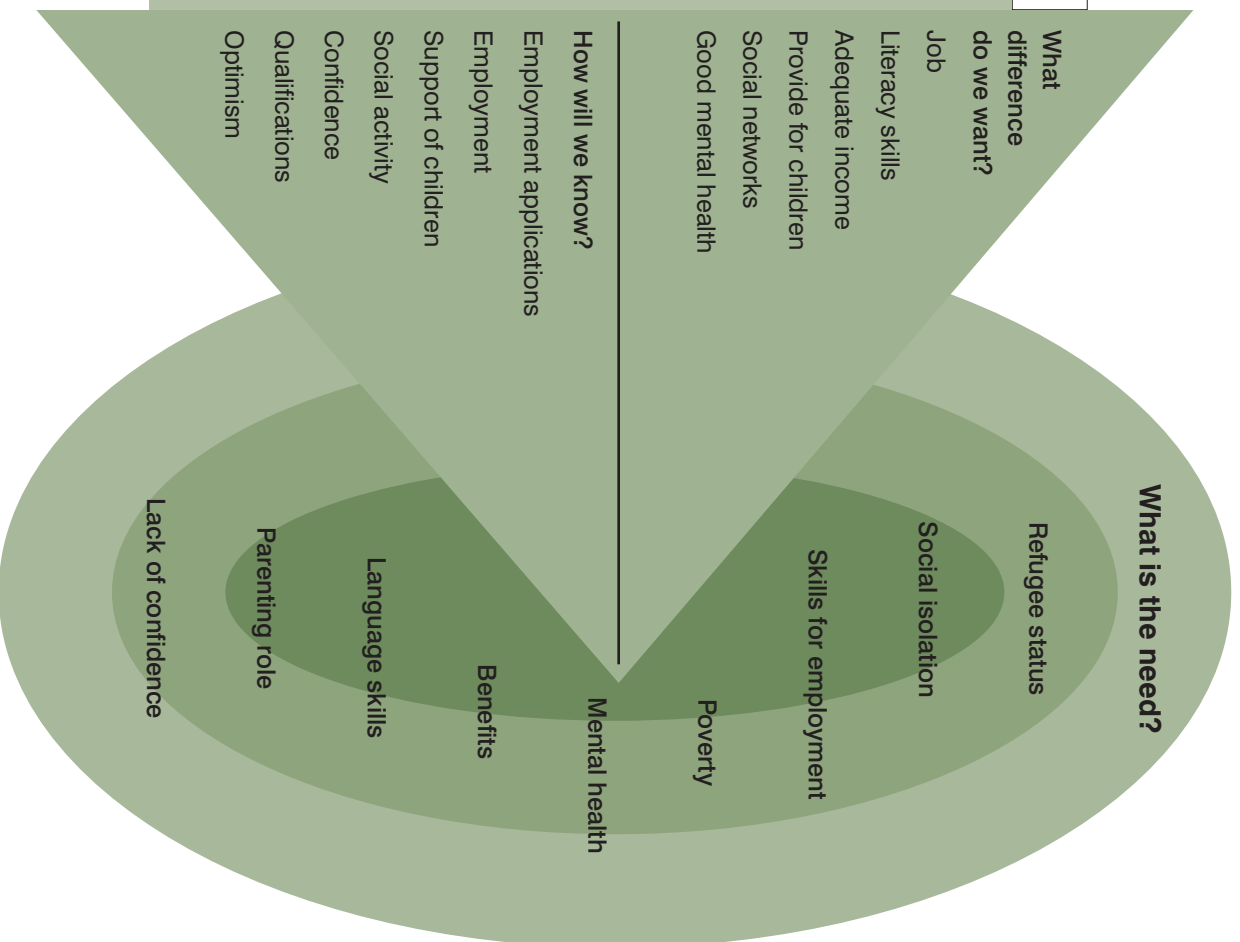 What is the need?
Refugee status
Social isolation
Skills for employment
Poverty
Mental health
Benefits
Language skills
Parenting role
Lack of confidence
What
difference
do we want?
Job
Literacy skills
Adequate income
Provide for children
Social networks
Good mental health
How will we know?
Employment applications
Employment
Support of children
Social activity
Confidence
Qualifications
Optimism